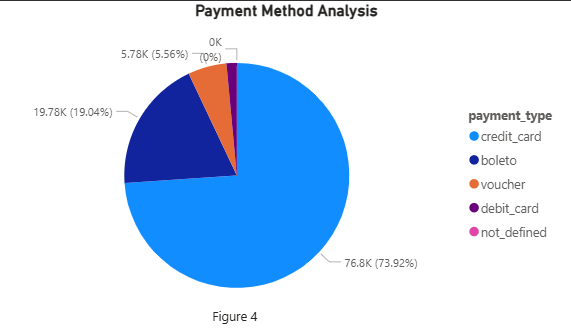 Payment Method Analysis
0K
(0%)
5.78K (5.56%)
19.78K (19.04%)
76.8K (73.92%)
payment_type
credit_card
boleto
voucher
debit_card
not_defined
Figure 4